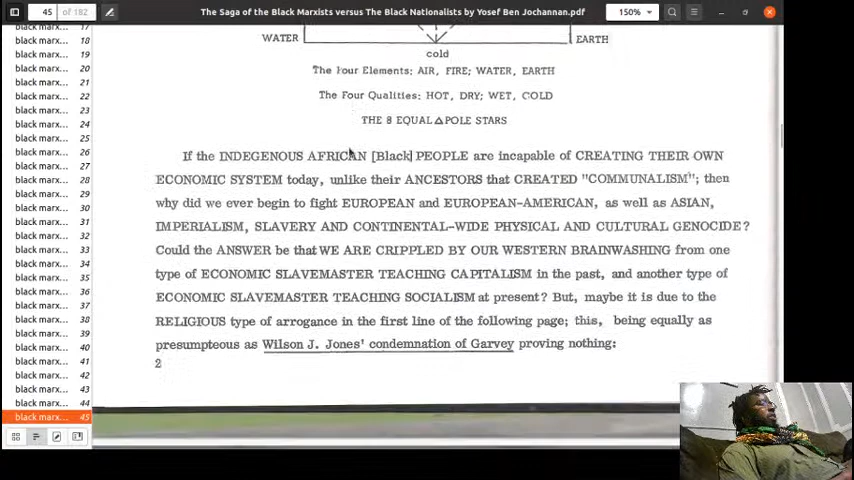 45 of 182
The Saga of the Black Marxists versus The Black Nationalists by Yosef Ben Jochannan.pdf
150%
black marx... 17
black marx... 18
black marx... 19
black marx... 20
black marx... 21
black marx... 22
black marx... 23
black marx... 24
black marx... 25
black marx... 26
black marx... 27
black marx... 28
black marx... 29
black marx... 30
black marx... 31
black marx... 32
black marx... 33
black marx... 34
black marx... 35
black marx... 36
black marx... 37
black marx... 38
black marx... 39
black marx... 40
black marx... 41
black marx... 42
black marx... 43
black marx... 44
black marx... 45
WATER EARTH
cold
The Four Elements: AIR, FIRE; WATER, EARTH
The Four Qualities: HOT, DRY; WET, COLD
THE 8 EQUAL △ POLE STARS
If the INDEGENOUS AFRICAN [Black] PEOPLE are incapable of CREATING THEIR OWN
ECONOMIC SYSTEM today, unlike their ANCESTORS that CREATED "COMMUNALISM"; then
why did we ever begin to fight EUROPEAN and EUROPEAN-AMERICAN, as well as ASIAN,
IMPERIALISM, SLAVERY AND CONTINENTAL-WIDE PHYSICAL AND CULTURAL GENOCIDE?
Could the ANSWER be that WE ARE CRIPPLED BY OUR WESTERN BRAINWASHING from one
type of ECONOMIC SLAVEMASTER TEACHING CAPITALISM in the past, and another type of
ECONOMIC SLAVEMASTER TEACHING SOCIALISM at present? But, maybe it is due to the
RELIGIOUS type of arrogance in the first line of the following page; this, being equally as
presumpteous as Wilson J. Jones' condemnation of Garvey proving nothing:
2